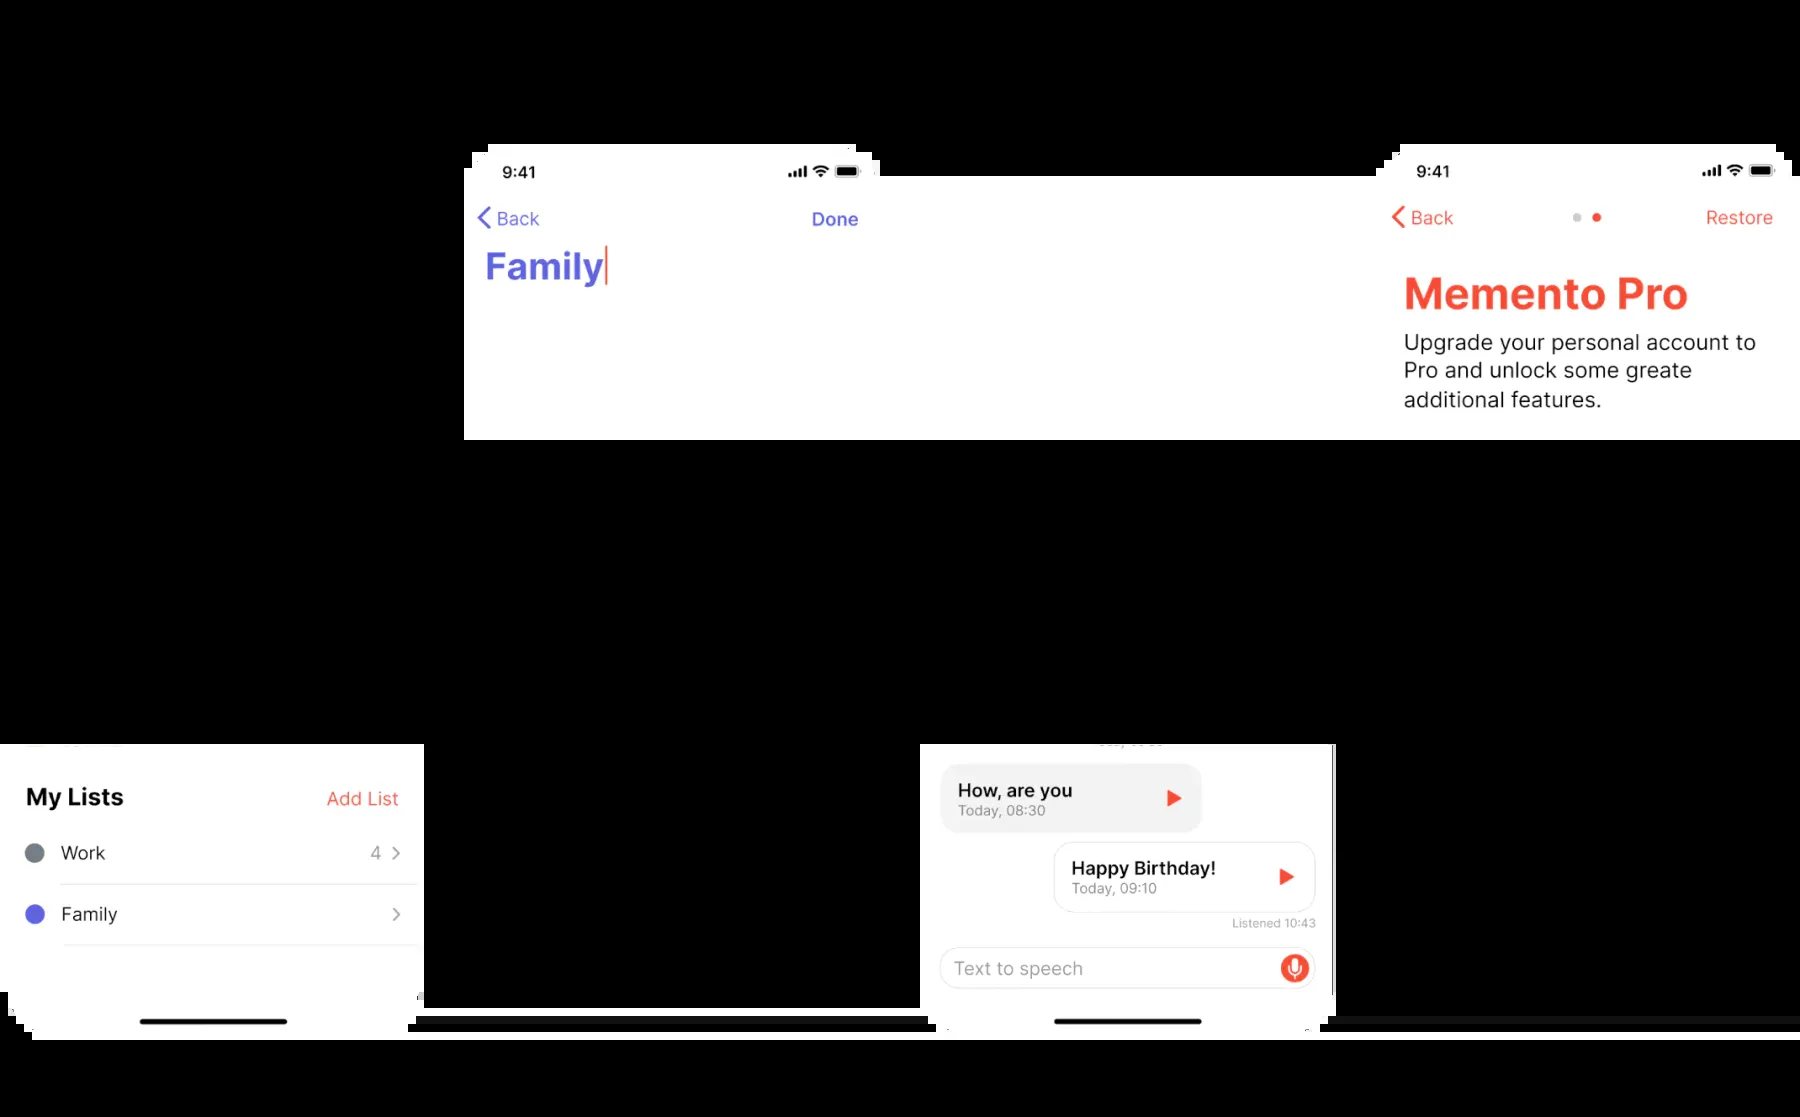 9:41
Back
Done
Family
9:41
Back
Restore
Memento Pro
Upgrade your personal account to
Pro and unlock some greate
additional features.
My Lists
Add List
Work
4
Family
How, are you
Today, 08:30
Happy Birthday!
Today, 09:10
Listened 10:43
Text to speech